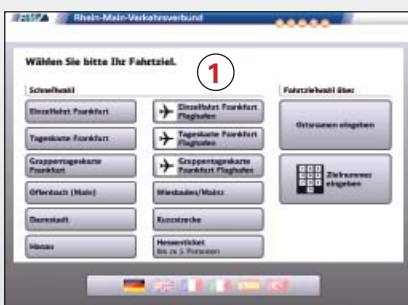 Rhein-Main-Verkehrsverbund
Wählen Sie bitte Ihr Fahrtziel.
1
Schnellwahl
Fahrtzielwahl über
Einzelfahrt Frankfurt
Einzelfahrt Frankfurt
Flughafen
Ortsnamen eingeben
Tageskarte Frankfurt
Tageskarte Frankfurt
Flughafen
Gruppentageskarte
Frankfurt
Gruppentageskarte
Frankfurt Flughafen
Zielnummer
eingeben
Offenbach (Main)
Wiesbaden/Mainz
Darmstadt
Kurzstrecke
Hanau
Hessenticket
bis zu 5 Personen